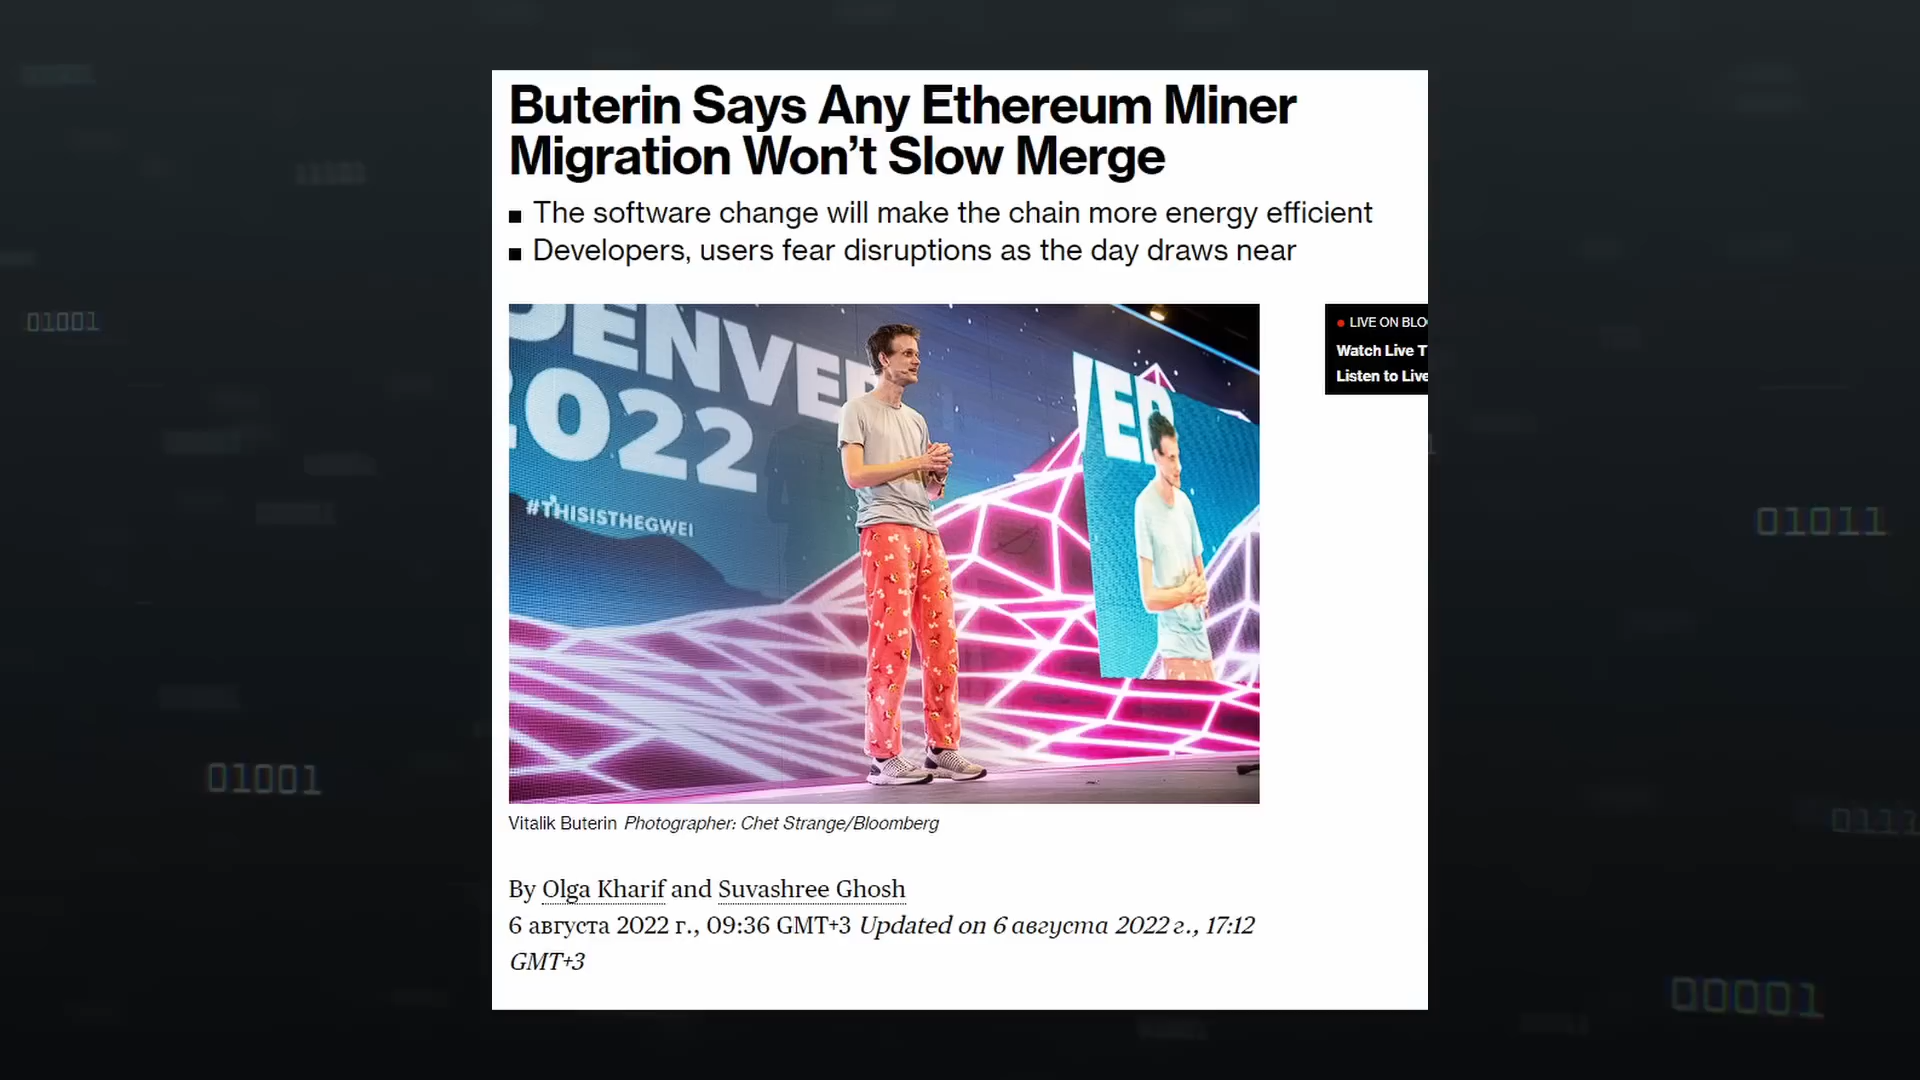 Buterin Says Any Ethereum Miner
Migration Won't Slow Merge
The software change will make the chain more energy efficient
Developers, users fear disruptions as the day draws near
DENVER
2022
#THISISTHEGWEI
VER
LIVE ON BLO
Watch Live T
Listen to Live
Vitalik Buterin Photographer: Chet Strange/Bloomberg
By Olga Kharif and Suvashree Ghosh
6 августа 2022 г., 09:36 GMT+3 Updated on 6 августа 2022 г., 17:12
GMT+3
01001
01011
01001
00001